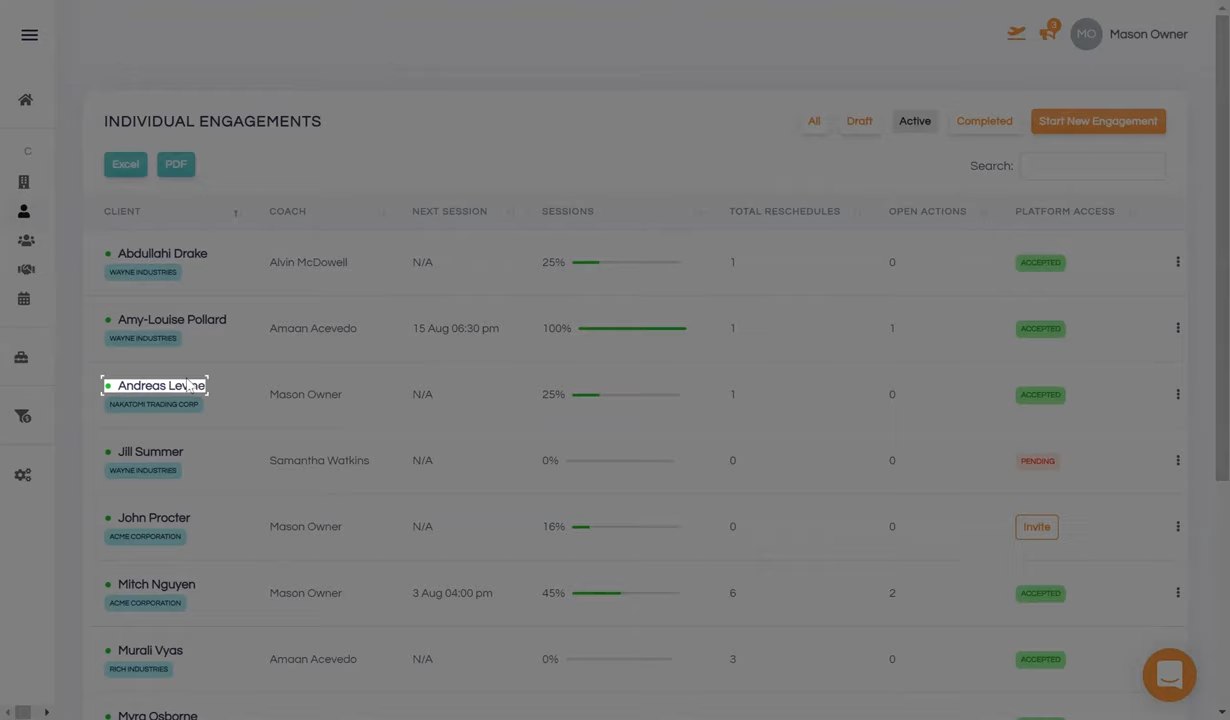 3
MO Mason Owner
INDIVIDUAL ENGAGEMENTS All Draft Active Completed Start New Engagement
Excel PDF Search:
C
CLIENT COACH NEXT SESSION SESSIONS TOTAL RESCHEDULES OPEN ACTIONS PLATFORM ACCESS
Abdullahi Drake
WAYNE INDUSTRIES
Alvin McDowell N/A 25% 1 0 ACCEPTED
Amy-Louise Pollard
WAYNE INDUSTRIES
Amaan Acevedo 15 Aug 06:30 pm 100% 1 1 ACCEPTED
Andreas Levine
NAKATOMI TRADING CORP
Mason Owner N/A 25% 1 0 ACCEPTED
Jill Summer
WAYNE INDUSTRIES
Samantha Watkins N/A 0% 0 0 PENDING
John Procter
ACME CORPORATION
Mason Owner N/A 16% 0 0 Invite
Mitch Nguyen
ACME CORPORATION
Mason Owner 3 Aug 04:00 pm 45% 6 2 ACCEPTED
Murali Vyas
RICH INDUSTRIES
Amaan Acevedo N/A 0% 3 0 ACCEPTED
Myra Osborne